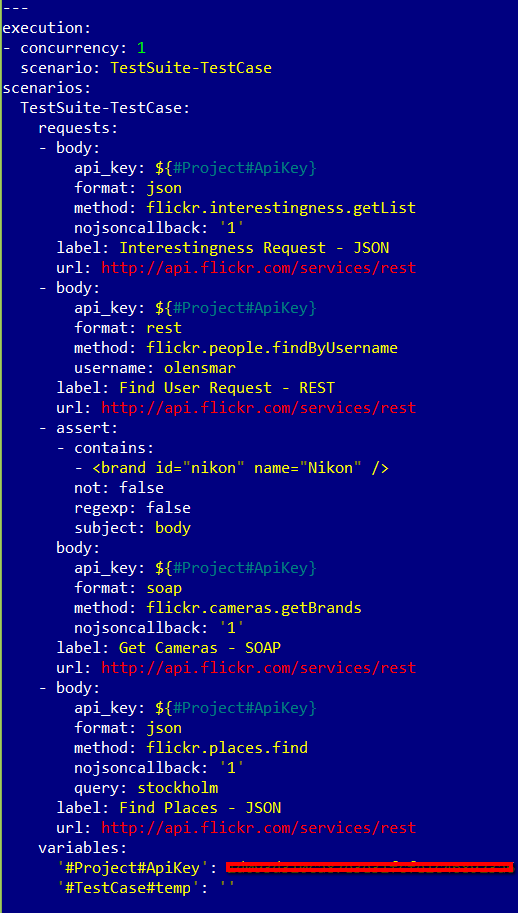 ---
execution:
- concurrency: 1
  scenario: TestSuite-TestCase
scenarios:
  TestSuite-TestCase:
    requests:
    - body:
        api_key: ${#Project#ApiKey}
        format: json
        method: flickr.interestingness.getList
        nojsoncallback: '1'
      label: Interestingness Request - JSON
      url: http://api.flickr.com/services/rest
    - body:
        api_key: ${#Project#ApiKey}
        format: rest
        method: flickr.people.findByUsername
        username: olensmar
      label: Find User Request - REST
      url: http://api.flickr.com/services/rest
    - assert:
      - contains:
        - <brand id="nikon" name="Nikon" />
        not: false
        regexp: false
        subject: body
      body:
        api_key: ${#Project#ApiKey}
        format: soap
        method: flickr.cameras.getBrands
        nojsoncallback: '1'
      label: Get Cameras - SOAP
      url: http://api.flickr.com/services/rest
    - body:
        api_key: ${#Project#ApiKey}
        format: json
        method: flickr.places.find
        nojsoncallback: '1'
        query: stockholm
      label: Find Places - JSON
      url: http://api.flickr.com/services/rest
    variables:
      '#Project#ApiKey':
      '#TestCase#temp': ''